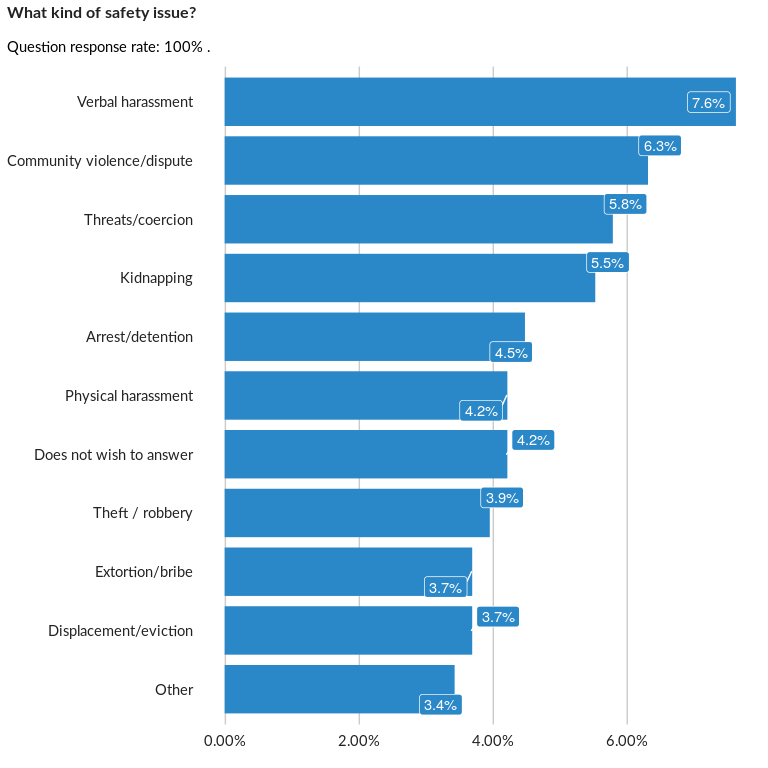 What kind of safety issue?
Question response rate: 100% .
Verbal harassment 7.6%
Community violence/dispute 6.3%
Threats/coercion 5.8%
Kidnapping 5.5%
Arrest/detention 4.5%
Physical harassment 4.2%
Does not wish to answer 4.2%
Theft / robbery 3.9%
Extortion/bribe 3.7%
Displacement/eviction 3.7%
Other 3.4%
0.00% 2.00% 4.00% 6.00%